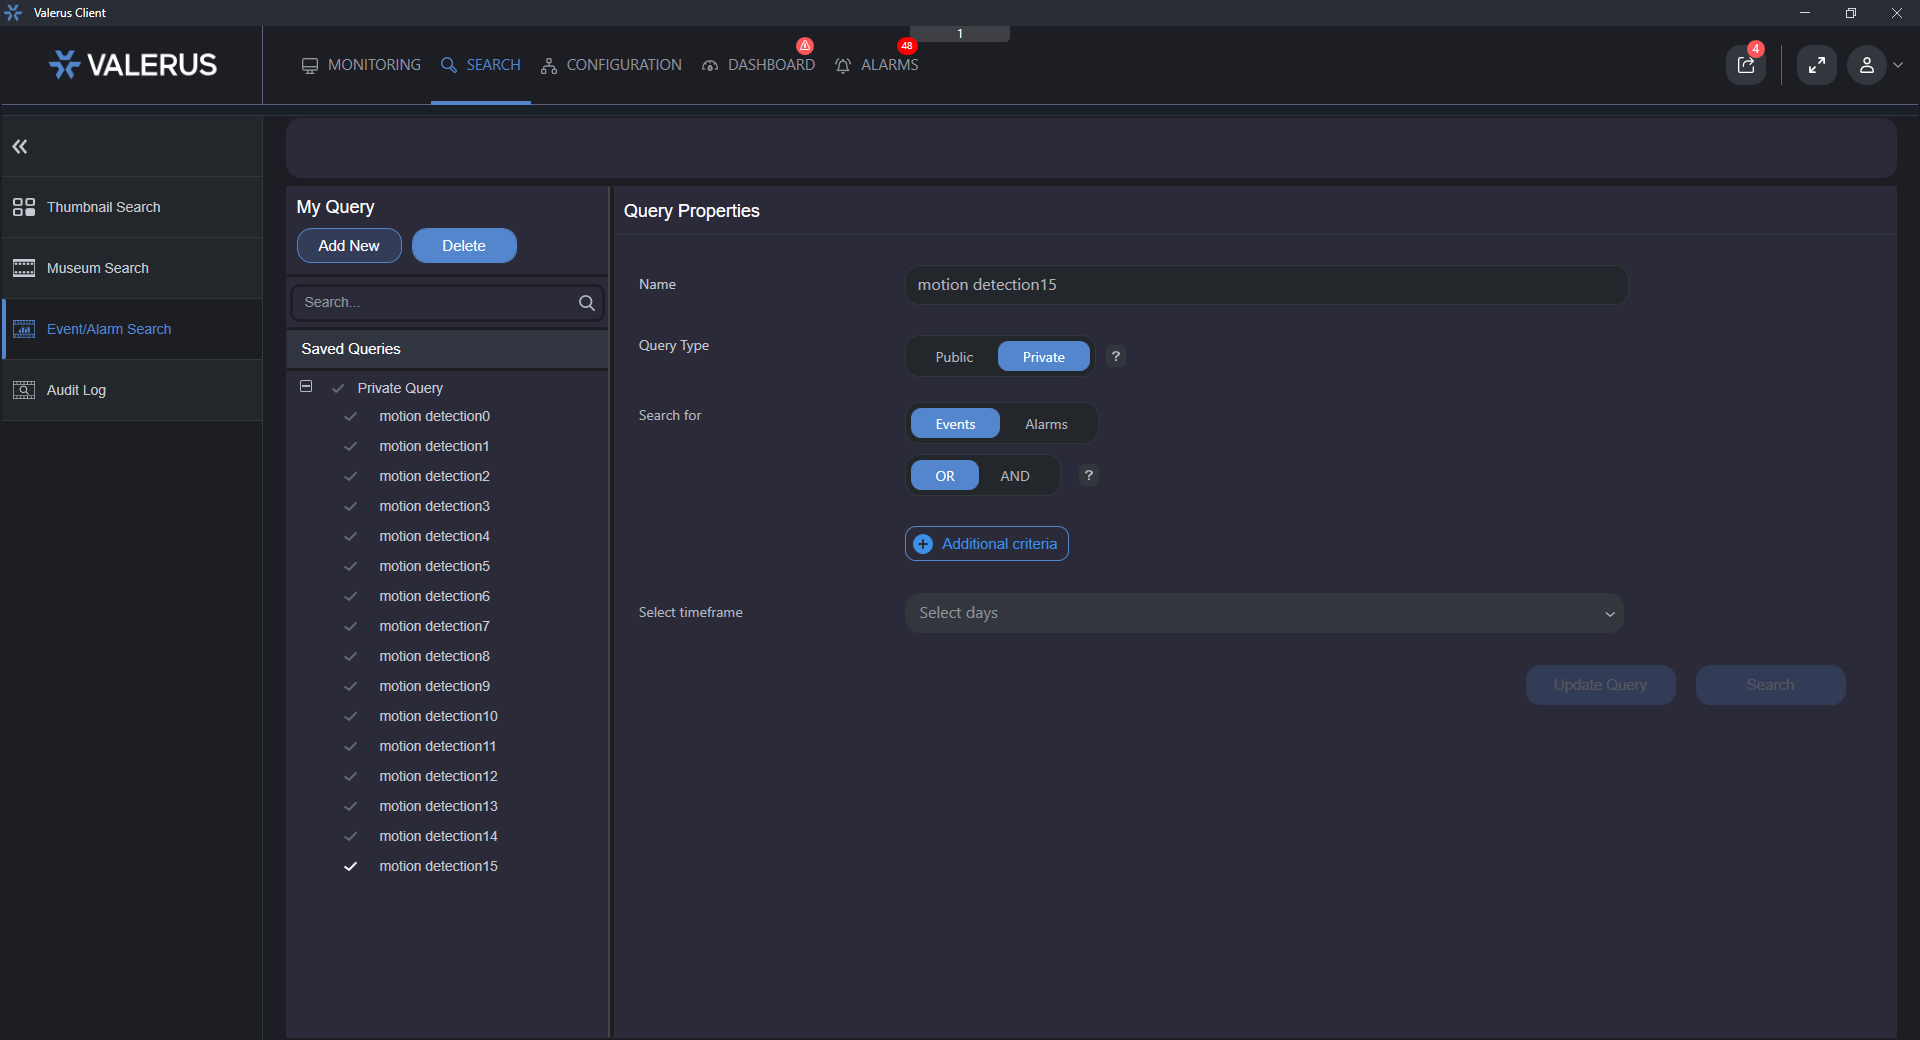 Valerus Client
VALERUS
MONITORING
SEARCH
CONFIGURATION
DASHBOARD
48
ALARMS
1
4
Thumbnail Search
Museum Search
Event/Alarm Search
Audit Log
My Query
Add New
Delete
Search...
Saved Queries
Private Query
motion detection0
motion detection1
motion detection2
motion detection3
motion detection4
motion detection5
motion detection6
motion detection7
motion detection8
motion detection9
motion detection10
motion detection11
motion detection12
motion detection13
motion detection14
motion detection15
Query Properties
Name
motion detection15
Query Type
Public
Private
?
Search for
Events
Alarms
OR
AND
?
Additional criteria
Select timeframe
Select days
Update Query
Search